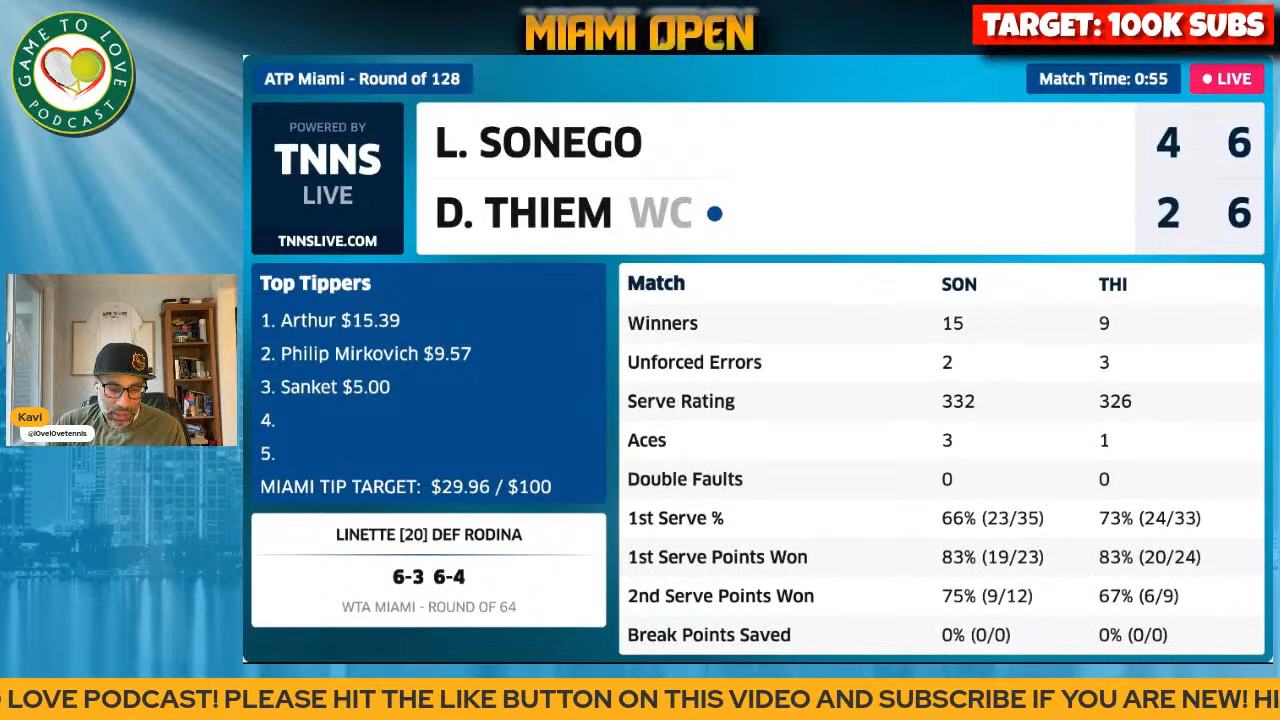 GAME TO LOVE PODCAST
MIAMI OPEN
TARGET: 100K SUBS
ATP Miami - Round of 128
Match Time: 0:55
LIVE
POWERED BY
TNNS
LIVE
TNNSLIVE.COM
L. SONEGO 4 6
D. THIEM WC 2 6
Top Tippers
1. Arthur $15.39
2. Philip Mirkovich $9.57
3. Sanket $5.00
4.
5.
MIAMI TIP TARGET: $29.96 / $100
LINETTE [20] DEF RODINA
6-3 6-4
WTA MIAMI - ROUND OF 64
Match SON THI
Winners 15 9
Unforced Errors 2 3
Serve Rating 332 326
Aces 3 1
Double Faults 0 0
1st Serve % 66% (23/35) 73% (24/33)
1st Serve Points Won 83% (19/23) 83% (20/24)
2nd Serve Points Won 75% (9/12) 67% (6/9)
Break Points Saved 0% (0/0) 0% (0/0)
Kavi
@l0vel0vetennis
LOVE PODCAST! PLEASE HIT THE LIKE BUTTON ON THIS VIDEO AND SUBSCRIBE IF YOU ARE NEW! HI